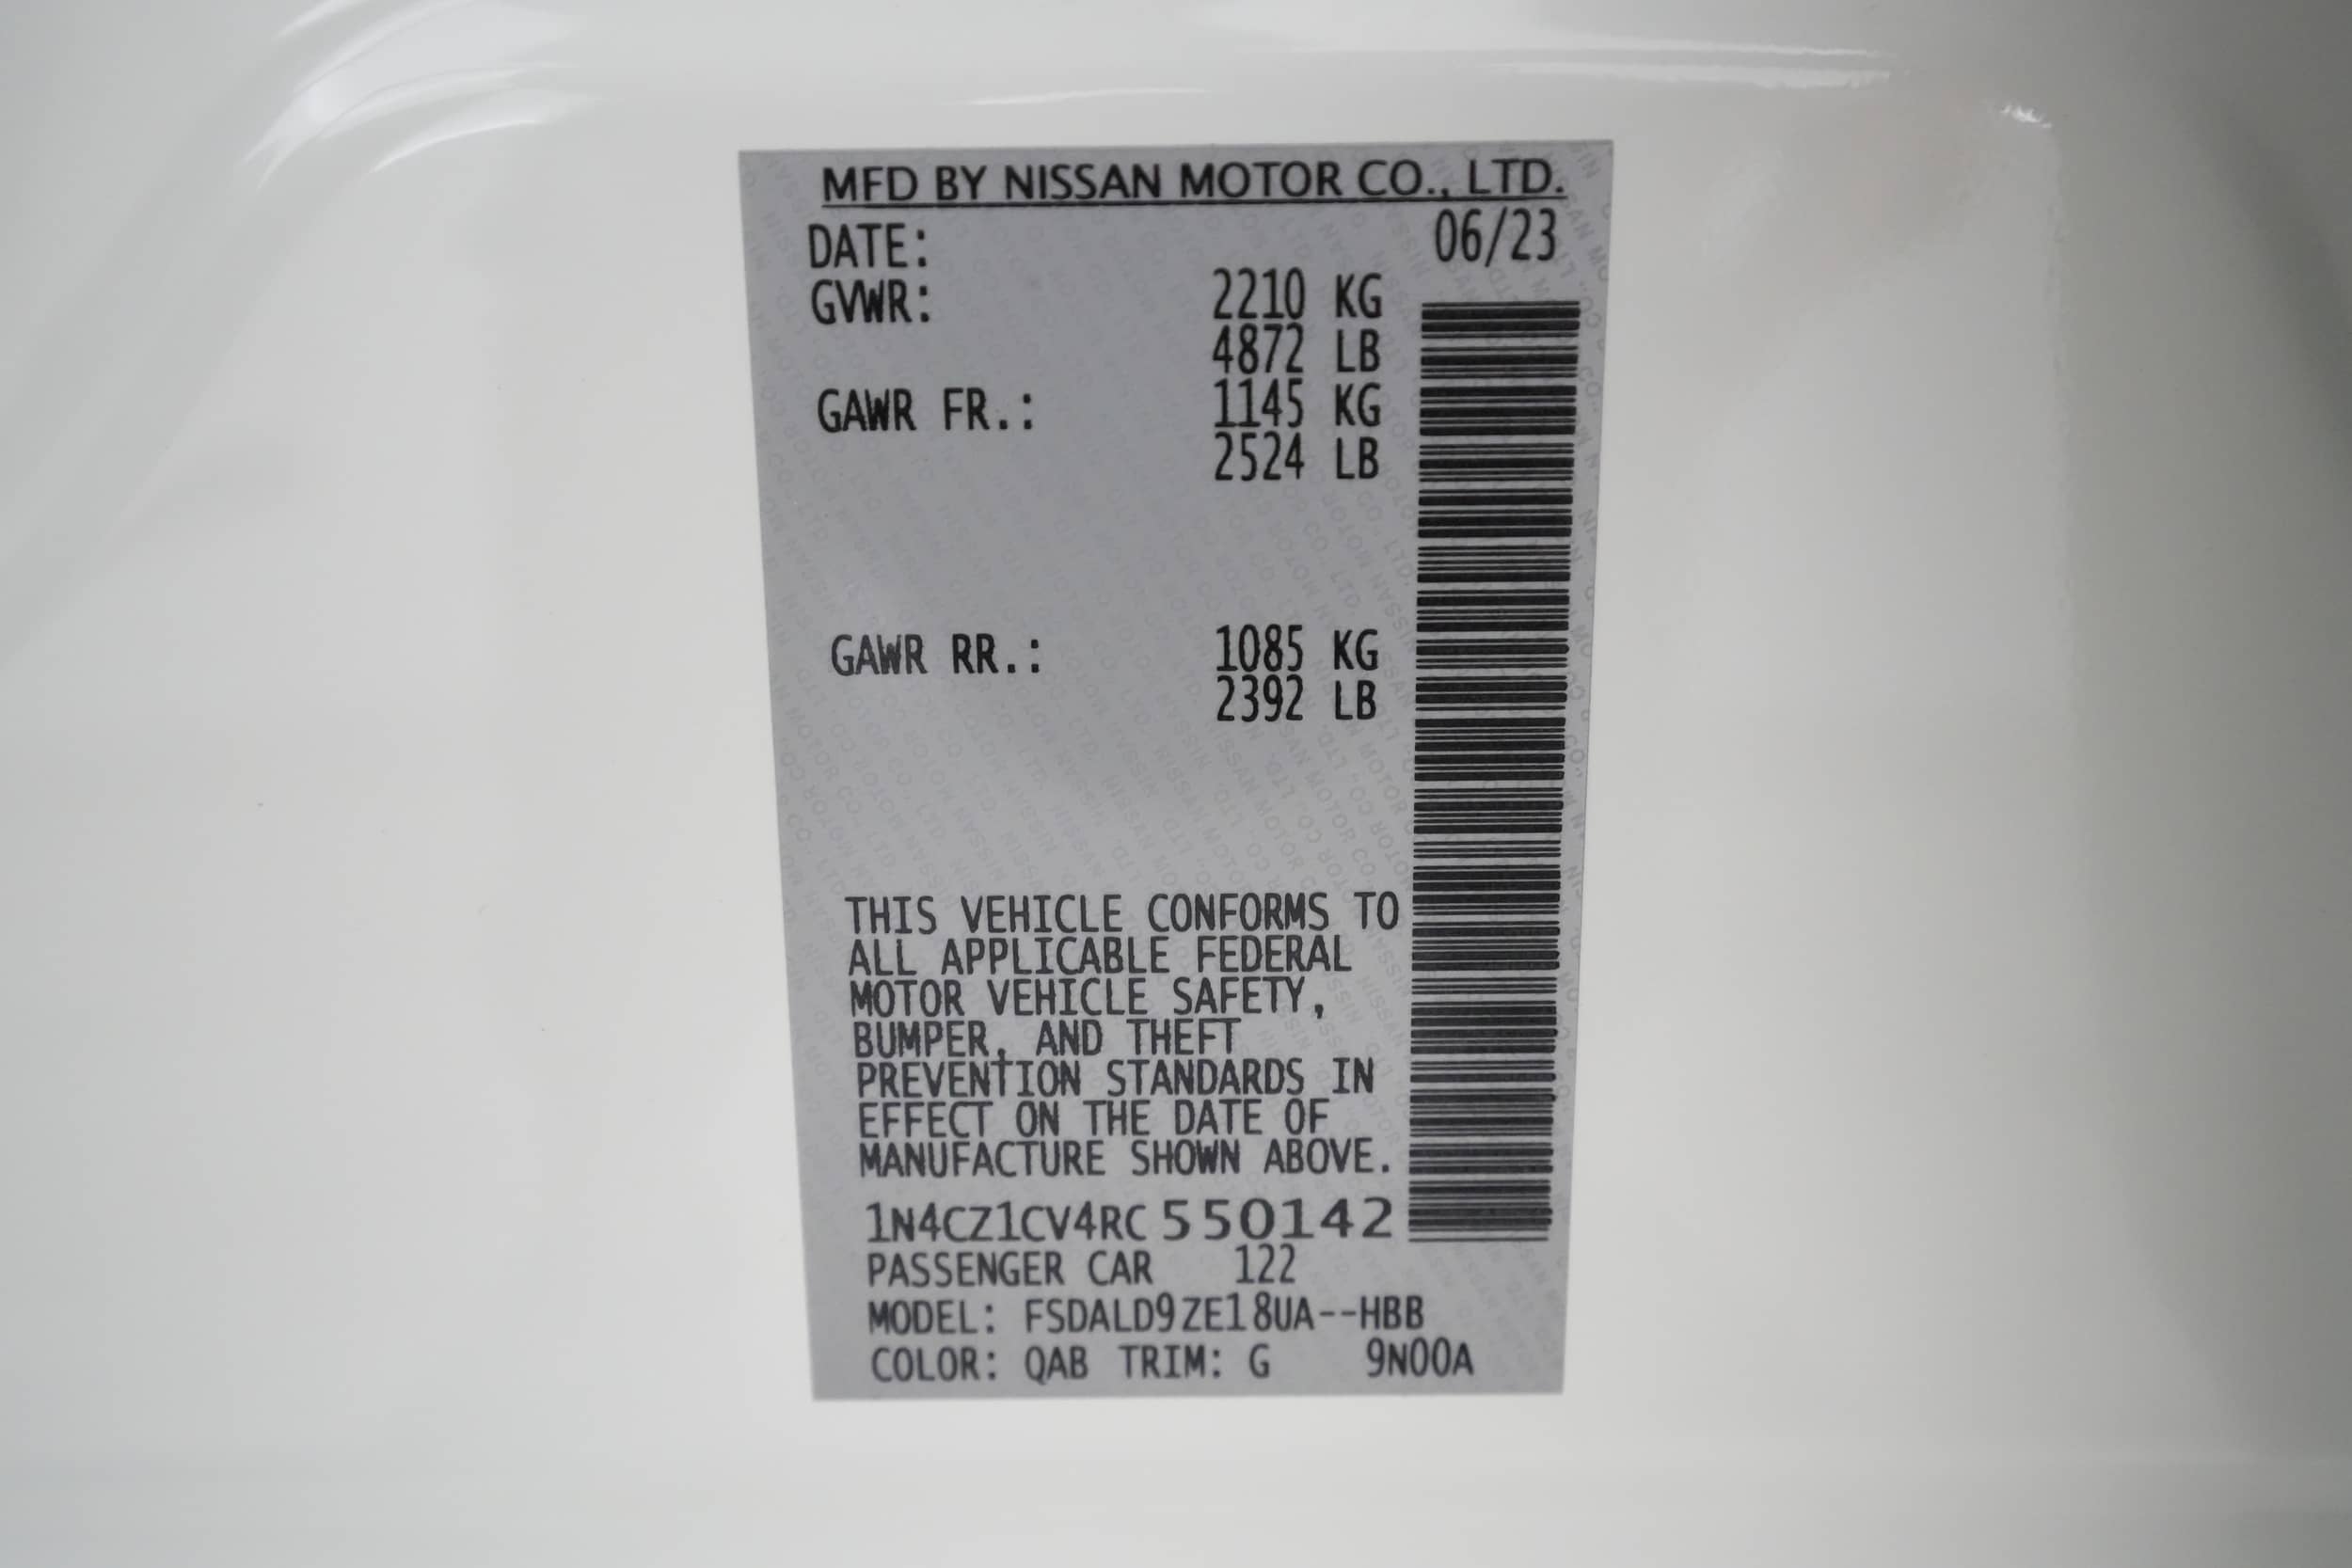 MFD BY NISSAN MOTOR CO., LTD.
DATE: 06/23
GVWR: 2210 KG
4872 LB
GAWR FR.: 1145 KG
2524 LB
GAWR RR.: 1085 KG
2392 LB
THIS VEHICLE CONFORMS TO
ALL APPLICABLE FEDERAL
MOTOR VEHICLE SAFETY,
BUMPER, AND THEFT
PREVENTION STANDARDS IN
EFFECT ON THE DATE OF
MANUFACTURE SHOWN ABOVE.
1N4CZ1CV4RC550142
PASSENGER CAR 122
MODEL: FSDALD9ZE18UA--HBB
COLOR: QAB TRIM: G 9N00A